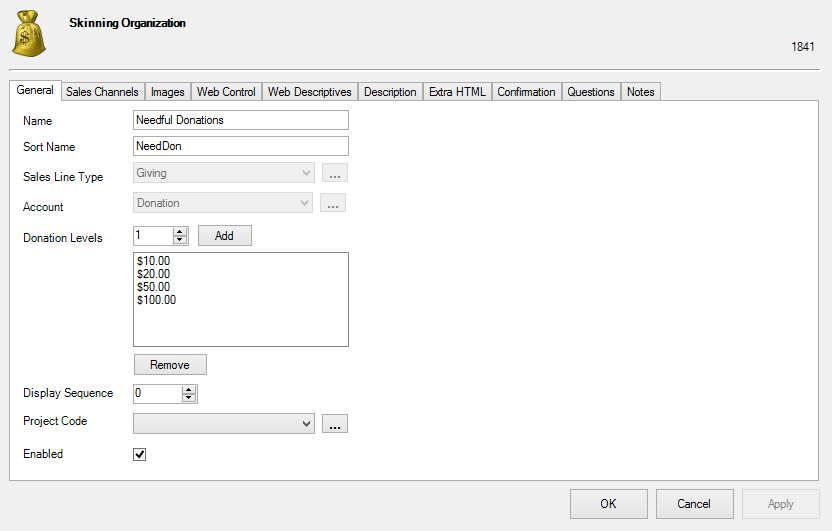 Skinning Organization
1841
General Sales Channels Images Web Control Web Descriptives Description Extra HTML Confirmation Questions Notes
Name Needful Donations
Sort Name NeedDon
Sales Line Type Giving ...
Account Donation ...
Donation Levels 1 Add
$10.00
$20.00
$50.00
$100.00
Remove
Display Sequence 0
Project Code ...
Enabled
OK Cancel Apply